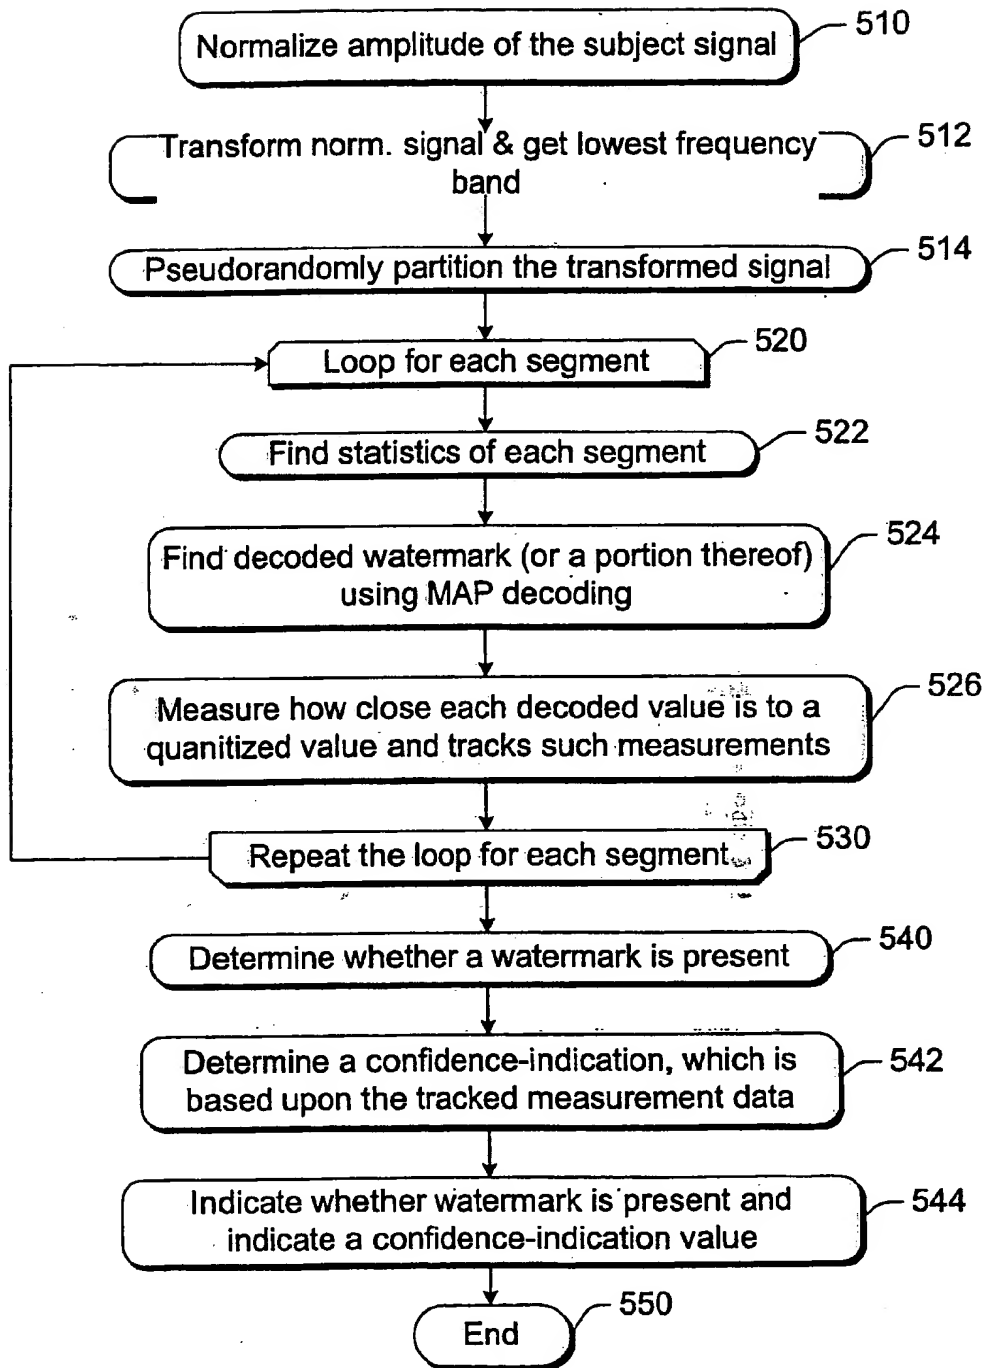 Normalize amplitude of the subject signal
510
Transform norm. signal & get lowest frequency
band
512
Pseudorandomly partition the transformed signal
514
Loop for each segment
520
Find statistics of each segment
522
Find decoded watermark (or a portion thereof)
using MAP decoding
524
Measure how close each decoded value is to a
quanitized value and tracks such measurements
526
Repeat the loop for each segment
530
Determine whether a watermark is present
540
Determine a confidence-indication, which is
based upon the tracked measurement data
542
Indicate whether watermark is present and
indicate a confidence-indication value
544
End
550